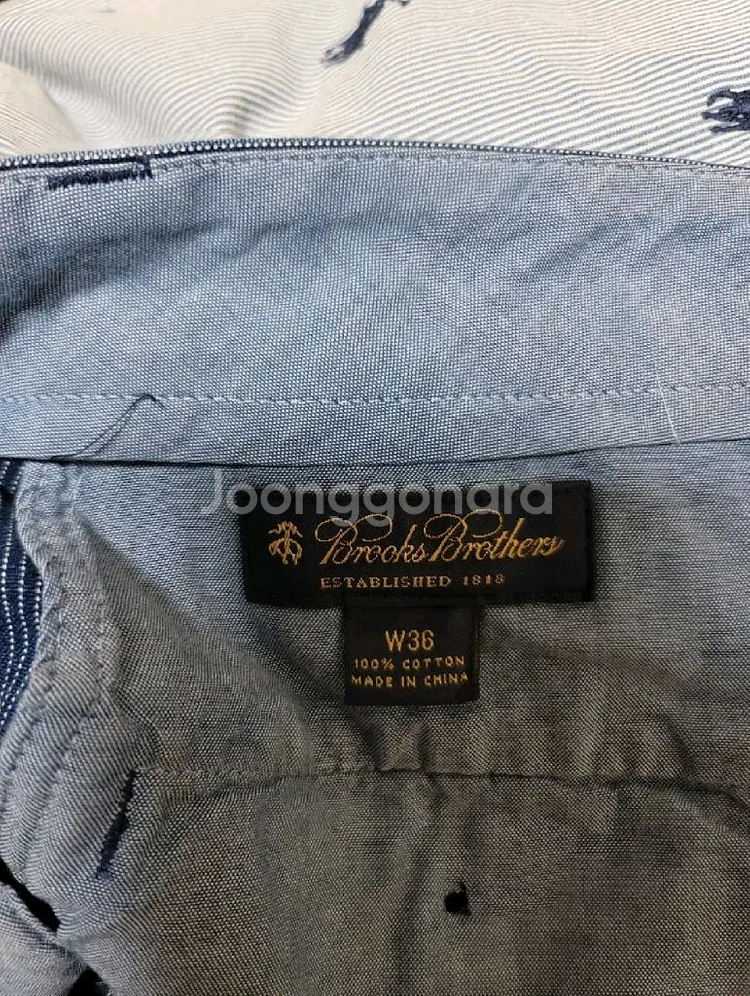 Joonggonara
Brooks Brothers
ESTABLISHED 1818
W36
100% COTTON
MADE IN CHINA